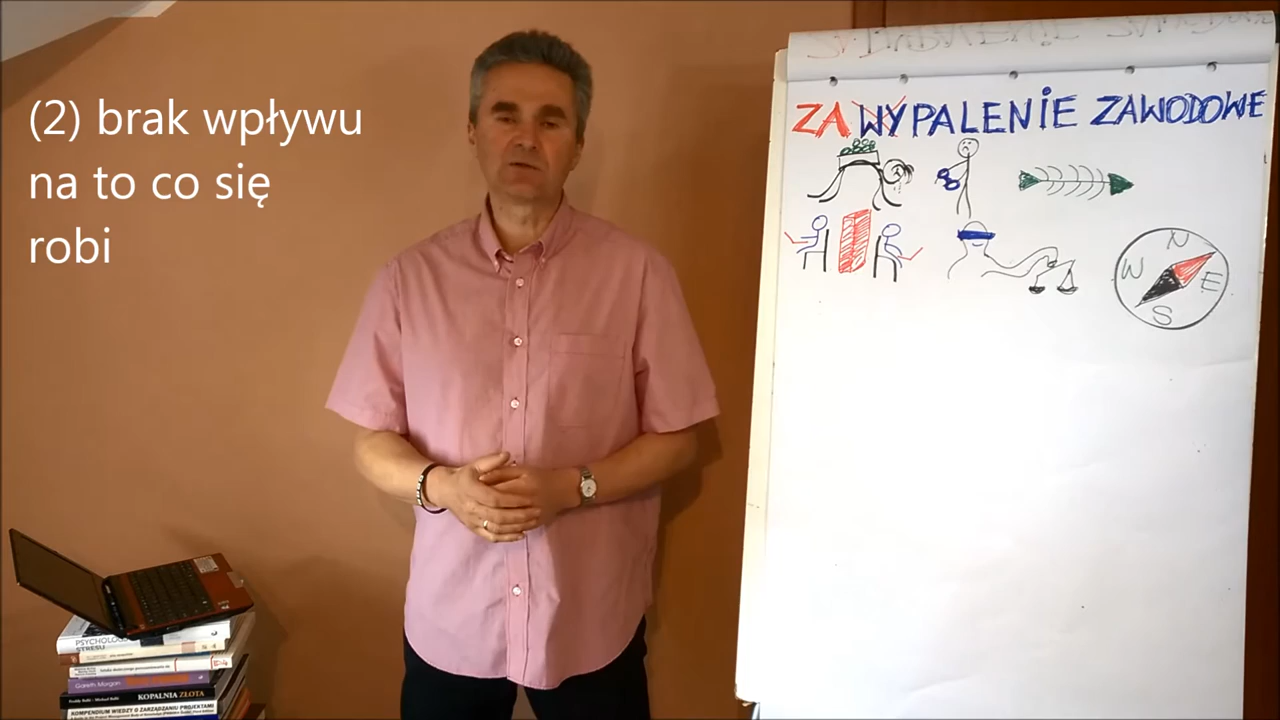 (2) brak wpływu
na to co się
robi
ZAWYPALENIE ZAWODOWE
N
W
E
S
PSYCHOLOGIA
STRESU
Gareth Morgan
KOPALNIA ZŁOTA
KOMPENDIUM WIEDZY O ZARZĄDZANIU PROJEKTAMI